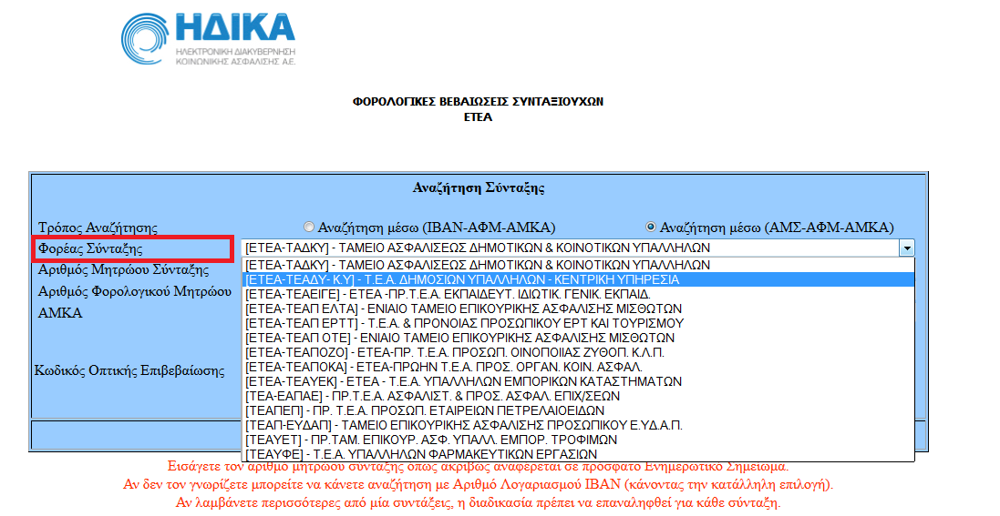 ΗΔΙΚΑ
ΗΛΕΚΤΡΟΝΙΚΗ ΔΙΑΚΥΒΕΡΝΗΣΗ
ΚΟΙΝΩΝΙΚΗΣ ΑΣΦΑΛΙΣΗΣ Α.Ε.
ΦΟΡΟΛΟΓΙΚΕΣ ΒΕΒΑΙΩΣΕΙΣ ΣΥΝΤΑΞΙΟΥΧΩΝ
ΕΤΕΑ
Αναζήτηση Σύνταξης
Τρόπος Αναζήτησης Αναζήτηση μέσω (ΙΒΑΝ-ΑΦΜ-ΑΜΚΑ) Αναζήτηση μέσω (ΑΜΣ-ΑΦΜ-ΑΜΚΑ)
Φορέας Σύνταξης [ΕΤΕΑ-ΤΑΔΚΥ] - ΤΑΜΕΙΟ ΑΣΦΑΛΙΣΕΩΣ ΔΗΜΟΤΙΚΩΝ & ΚΟΙΝΟΤΙΚΩΝ ΥΠΑΛΛΗΛΩΝ
Αριθμός Μητρώου Σύνταξης
Αριθμός Φορολογικού Μητρώου
ΑΜΚΑ
Κωδικός Οπτικής Επιβεβαίωσης
[ΕΤΕΑ-ΤΑΔΚΥ] - ΤΑΜΕΙΟ ΑΣΦΑΛΙΣΕΩΣ ΔΗΜΟΤΙΚΩΝ & ΚΟΙΝΟΤΙΚΩΝ ΥΠΑΛΛΗΛΩΝ
[ΕΤΕΑ-ΤΕΑΔΥ- Κ.Υ] - Τ.Ε.Α. ΔΗΜΟΣΙΩΝ ΥΠΑΛΛΗΛΩΝ - ΚΕΝΤΡΙΚΗ ΥΠΗΡΕΣΙΑ
[ΕΤΕΑ-ΤΕΑΕΙΓΕ] - ΕΤΕΑ -ΠΡ.Τ.Ε.Α. ΕΚΠΑΙΔΕΥΤ. ΙΔΙΩΤΙΚ. ΓΕΝΙΚ. ΕΚΠΑΙΔ.
[ΕΤΕΑ-ΤΕΑΠ ΕΛΤΑ] - ΕΝΙΑΙΟ ΤΑΜΕΙΟ ΕΠΙΚΟΥΡΙΚΗΣ ΑΣΦΑΛΙΣΗΣ ΜΙΣΘΩΤΩΝ
[ΕΤΕΑ-ΤΕΑΠ ΕΡΤΤ] - Τ.Ε.Α. & ΠΡΟΝΟΙΑΣ ΠΡΟΣΩΠΙΚΟΥ ΕΡΤ ΚΑΙ ΤΟΥΡΙΣΜΟΥ
[ΕΤΕΑ-ΤΕΑΠ ΟΤΕ] - ΕΝΙΑΙΟ ΤΑΜΕΙΟ ΕΠΙΚΟΥΡΙΚΗΣ ΑΣΦΑΛΙΣΗΣ ΜΙΣΘΩΤΩΝ
[ΕΤΕΑ-ΤΕΑΠΟΖΟ] - ΕΤΕΑ-ΠΡ. Τ.Ε.Α. ΠΡΟΣΩΠ. ΟΙΝΟΠΟΙΙΑΣ ΖΥΘΟΠ. Κ.Λ.Π.
[ΕΤΕΑ-ΤΕΑΠΟΚΑ] - ΕΤΕΑ-ΠΡΩΗΝ Τ.Ε.Α. ΠΡΟΣ. ΟΡΓΑΝ. ΚΟΙΝ. ΑΣΦΑΛ.
[ΕΤΕΑ-ΤΕΑΥΕΚ] - ΕΤΕΑ - Τ.Ε.Α. ΥΠΑΛΛΗΛΩΝ ΕΜΠΟΡΙΚΩΝ ΚΑΤΑΣΤΗΜΑΤΩΝ
[ΤΕΑ-ΕΑΠΑΕ] - ΠΡ.Τ.Ε.Α. ΑΣΦΑΛΙΣΤ. & ΠΡΟΣ. ΑΣΦΑΛ. ΕΠΙΧ/ΣΕΩΝ
[ΤΕΑΠΕΠ] - ΠΡ. Τ.Ε.Α. ΠΡΟΣΩΠ. ΕΤΑΙΡΕΙΩΝ ΠΕΤΡΕΛΑΙΟΕΙΔΩΝ
[ΤΕΑΠ-ΕΥΔΑΠ] - ΤΑΜΕΙΟ ΕΠΙΚΟΥΡΙΚΗΣ ΑΣΦΑΛΙΣΗΣ ΠΡΟΣΩΠΙΚΟΥ Ε.ΥΔ.Α.Π.
[ΤΕΑΥΕΤ] - ΠΡ.ΤΑΜ. ΕΠΙΚΟΥΡ. ΑΣΦ. ΥΠΑΛΛ. ΕΜΠΟΡ. ΤΡΟΦΙΜΩΝ
[ΤΕΑΥΦΕ] - Τ.Ε.Α. ΥΠΑΛΛΗΛΩΝ ΦΑΡΜΑΚΕΥΤΙΚΩΝ ΕΡΓΑΣΙΩΝ
Εισάγετε τον αριθμό μητρώου σύνταξης όπως ακριβώς αναφέρεται σε πρόσφατο Ενημερωτικό Σημείωμα.
Αν δεν τον γνωρίζετε μπορείτε να κάνετε αναζήτηση με Αριθμό Λογαριασμού ΙΒΑΝ (κάνοντας την κατάλληλη επιλογή).
Αν λαμβάνετε περισσότερες από μία συντάξεις, η διαδικασία πρέπει να επαναληφθεί για κάθε σύνταξη.